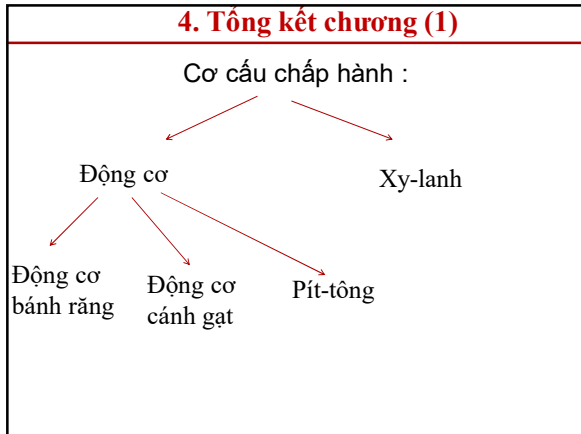 4. Tổng kết chương (1)
Cơ cấu chấp hành :
Động cơ
Xy-lanh
Động cơ
bánh răng
Động cơ
cánh gạt
Pít-tông